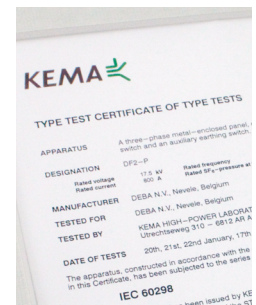 KEMA
TYPE TEST CERTIFICATE OF TYPE TESTS
APPARATUS A three-phase metal-enclosed panel,
switch and an auxiliary earthing switch.
DESIGNATION DF2-P
Rated voltage 17.5 kV Rated frequency
Rated current 600 A Rated SF₆-pressure at
MANUFACTURER DEBA N.V., Nevele, Belgium
TESTED FOR DEBA N.V., Nevele, Belgium
TESTED BY KEMA HIGH-POWER LABORAT
Utrechtseweg 310 - 6812 AR A
DATE OF TESTS 20th, 21st, 22nd January, 17th
The apparatus, constructed in accordance with the
in this Certificate, has been subjected to the series
IEC 60298
been issued by KE